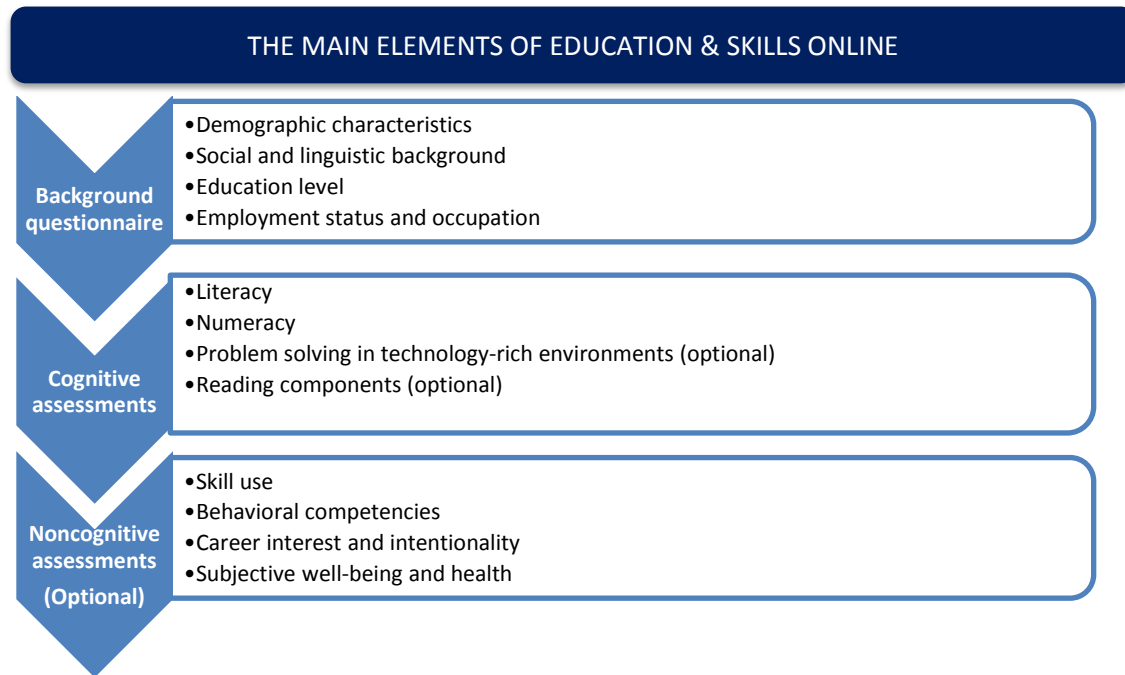 THE MAIN ELEMENTS OF EDUCATION & SKILLS ONLINE
Background
questionnaire
•Demographic characteristics
•Social and linguistic background
•Education level
•Employment status and occupation
Cognitive
assessments
•Literacy
•Numeracy
•Problem solving in technology-rich environments (optional)
•Reading components (optional)
Noncognitive
assessments
(Optional)
•Skill use
•Behavioral competencies
•Career interest and intentionality
•Subjective well-being and health